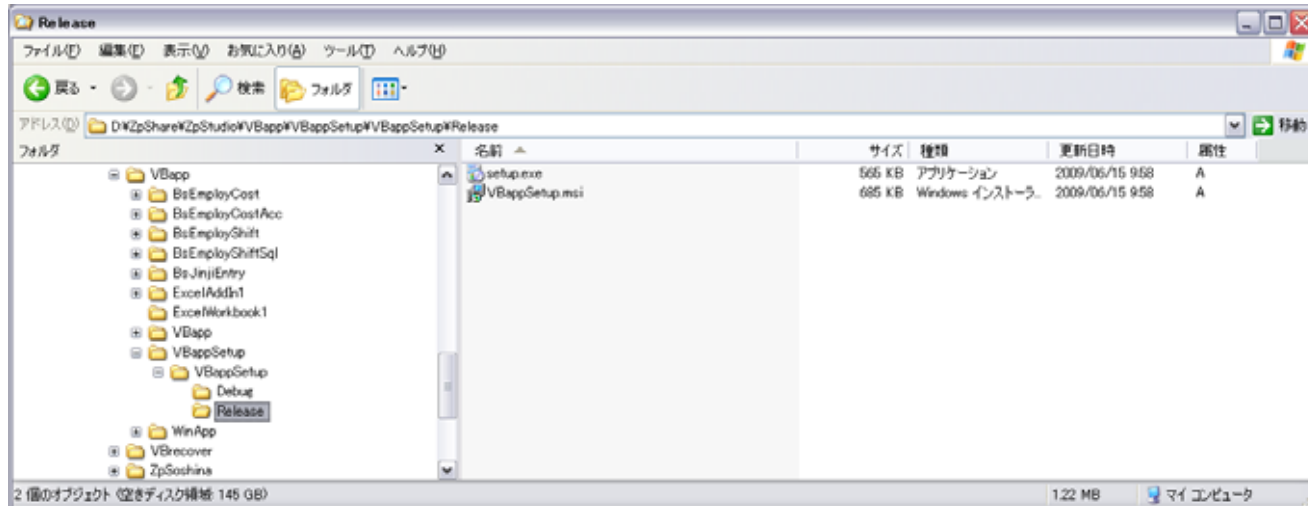 Release
ファイル(F) 編集(E) 表示(V) お気に入り(A) ツール(T) ヘルプ(H)
戻る 検索 フォルダ
アドレス(D) D:¥ZpShare¥ZpStudio¥VBapp¥VBappSetup¥VBappSetup¥Release 移動
フォルダ × 名前 サイズ 種類 更新日時 属性
VBapp setup.exe 565 KB アプリケーション 2009/06/15 9:58 A
BsEmployCost VBappSetup.msi 685 KB Windows インストーラ... 2009/06/15 9:58 A
BsEmployCostAcc
BsEmployShift
BsEmployShiftSql
BsJinjiEntry
ExcelAddIn1
ExcelWorkbook1
VBapp
VBappSetup
VBappSetup
Debug
Release
WinApp
VBrecover
ZpSoshina
2 個のオブジェクト (空きディスク領域: 145 GB) 1.22 MB マイ コンピュータ